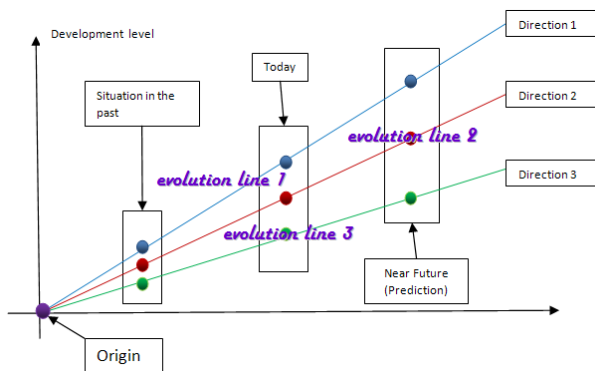 Development level
Direction 1
Today
Situation in the
past
Direction 2
evolution line 2
evolution line 1
Direction 3
evolution line 3
Near Future
(Prediction)
Origin